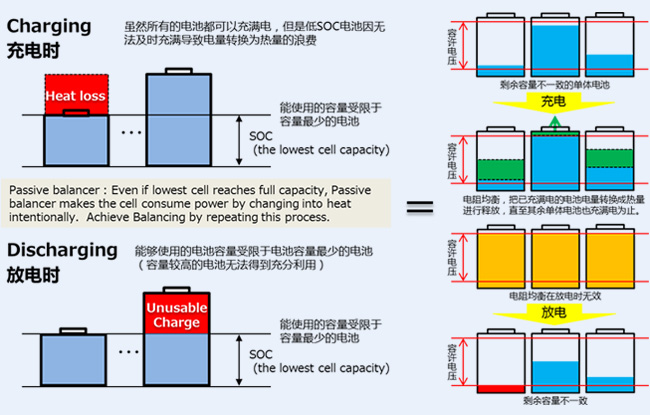 Charging
充电时
虽然所有的电池都可以充满电，但是低SOC电池因无
法及时充满导致电量转换为热量的浪费
Heat loss
能使用的容量受限于
容量最少的电池
SOC
(the lowest cell capacity)
Passive balancer : Even if lowest cell reaches full capacity, Passive
balancer makes the cell consume power by changing into heat
intentionally. Achieve Balancing by repeating this process.
Discharging
放电时
能够使用的电池容量受限于电池容量最少的电池
（容量较高的电池无法得到充分利用）
Unusable
Charge
能使用的容量受限于
容量最少的电池
SOC
(the lowest cell capacity)
=
容许电压
剩余容量不一致的单体电池
充电
容许电压
电阻均衡，把已充满电的电池电量转换成热量
进行释放，直至其余单体电池也充满电为止。
容许电压
电阻均衡在放电时无效
放电
容许电压
剩余容量不一致